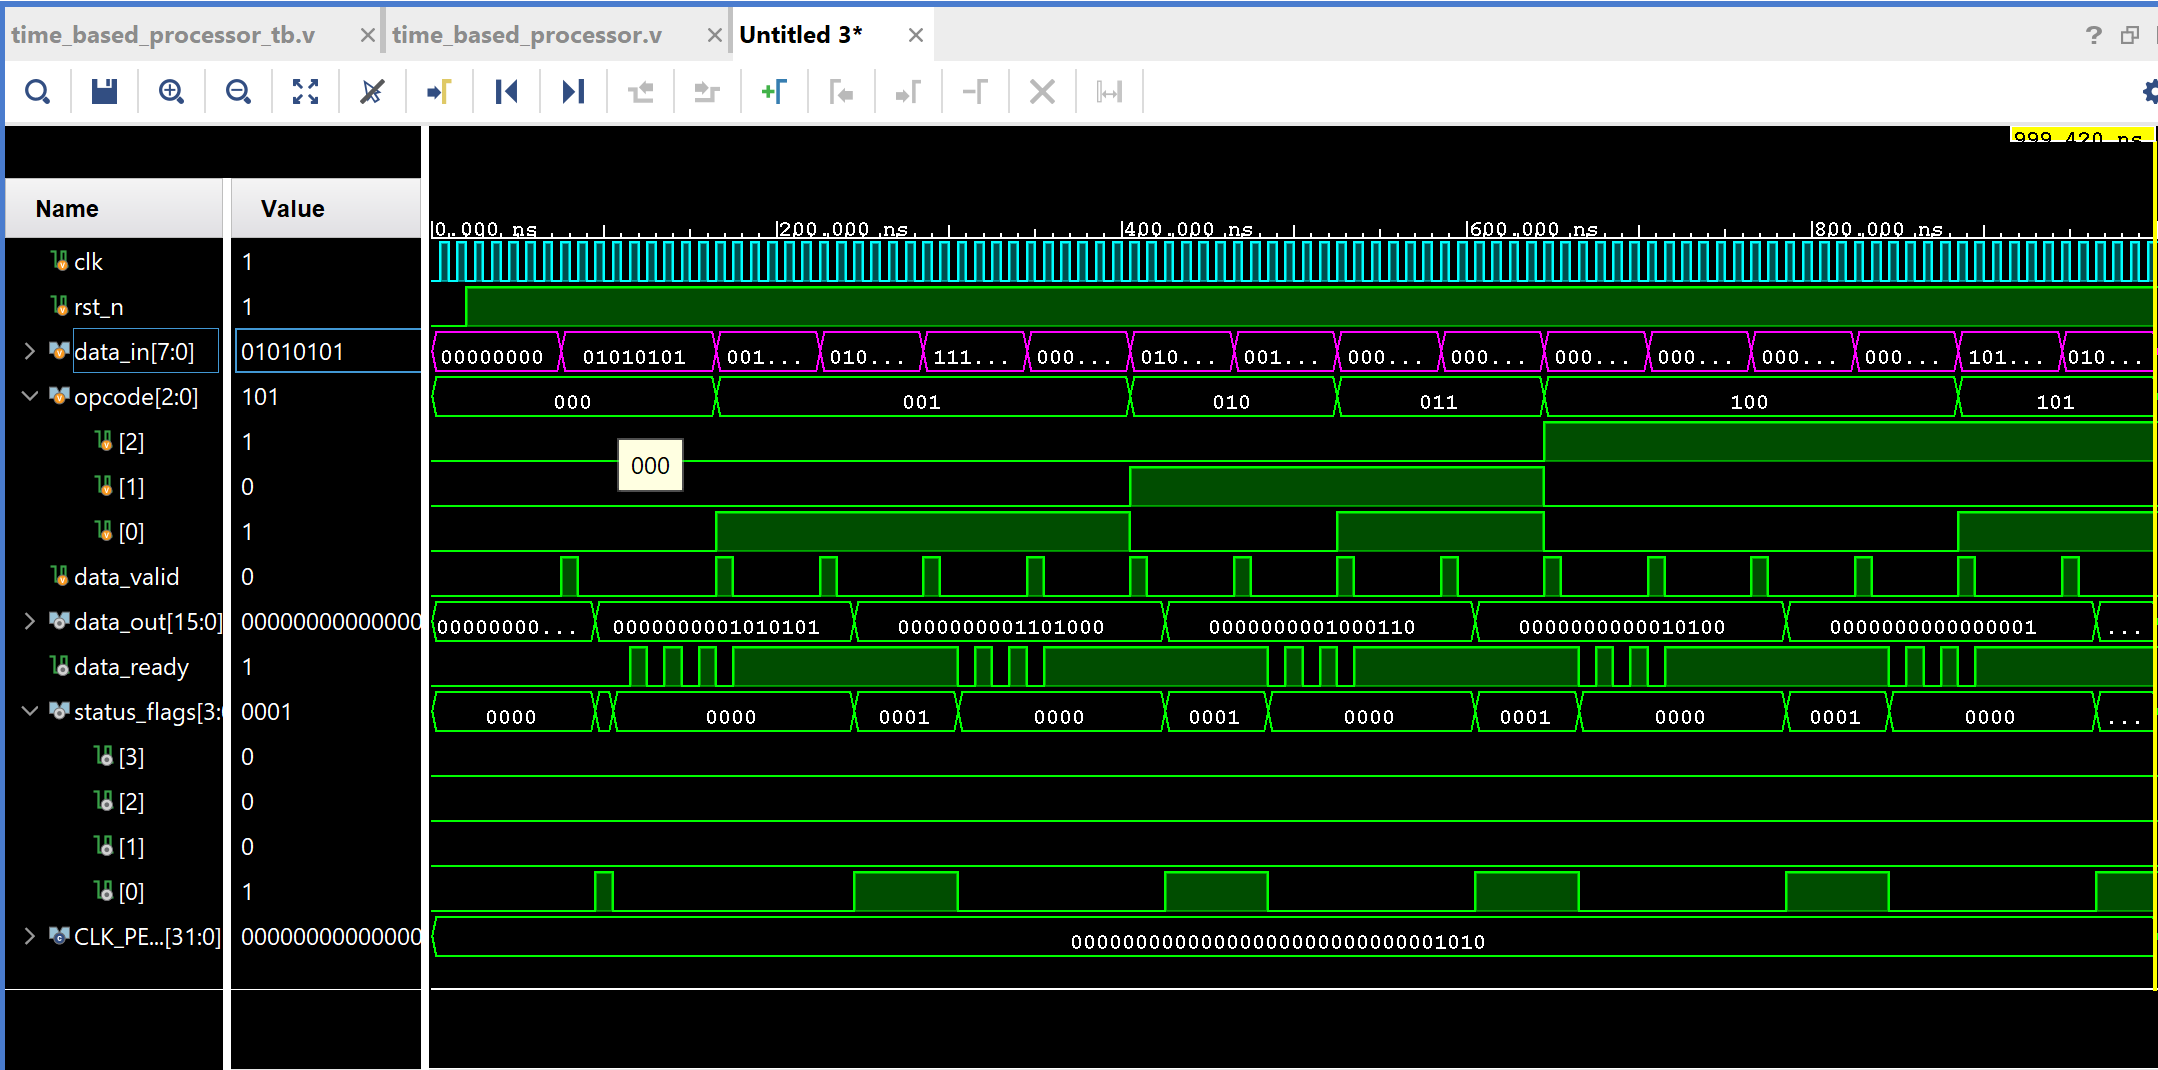 time_based_processor_tb.v × time_based_processor.v × Untitled 3* × ?
999.420 ns
Name Value
0.000 ns 200.000 ns 400.000 ns 600.000 ns 800.000 ns
clk 1
rst_n 1
data_in[7:0] 01010101 00000000 01010101 001... 010... 111... 000... 010... 001... 000... 000... 000... 000... 000... 000... 101... 010...
opcode[2:0] 101 000 001 010 011 100 101
[2] 1
000
[1] 0
[0] 1
data_valid 0
data_out[15:0] 00000000000000 00000000... 0000000001010101 0000000001101000 0000000001000110 0000000000010100 0000000000000001 ...
data_ready 1
status_flags[3: 0001 0000 0000 0001 0000 0001 0000 0001 0000 0001 0000 ...
[3] 0
[2] 0
[1] 0
[0] 1
CLK_PE...[31:0] 00000000000000 00000000000000000000000000001010